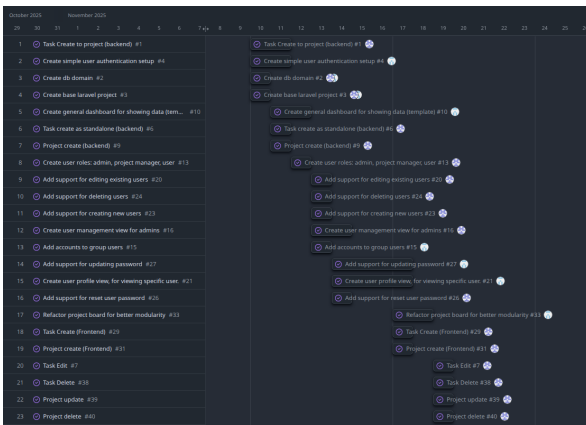 October 2025 November 2025
29 30 31 1 2 3 4 5 6 7 8 9 10 11 12 13 14 15 16 17 18 19 20 21 22 23 24 25 26
1 Task Create to project (backend) #1 Task Create to project (backend) #1
2 Create simple user authentication setup #4 Create simple user authentication setup #4
3 Create db domain #2 Create db domain #2
4 Create base laravel project #3 Create base laravel project #3
5 Create general dashboard for showing data (tem... #10 Create general dashboard for showing data (template) #10
6 Task create as standalone (backend) #6 Task create as standalone (backend) #6
7 Project create (backend) #9 Project create (backend) #9
8 Create user roles: admin, project manager, user #13 Create user roles: admin, project manager, user #13
9 Add support for editing existing users #20 Add support for editing existing users #20
10 Add support for deleting users #24 Add support for deleting users #24
11 Add support for creating new users #23 Add support for creating new users #23
12 Create user management view for admins #16 Create user management view for admins #16
13 Add accounts to group users #15 Add accounts to group users #15
14 Add support for updating password #27 Add support for updating password #27
15 Create user profile view, for viewing specific user. #21 Create user profile view, for viewing specific user. #21
16 Add support for reset user password #26 Add support for reset user password #26
17 Refactor project board for better modularity #33 Refactor project board for better modularity #33
18 Task Create (Frontend) #29 Task Create (Frontend) #29
19 Project create (Frontend) #31 Project create (Frontend) #31
20 Task Edit #7 Task Edit #7
21 Task Delete #38 Task Delete #38
22 Project update #39 Project update #39
23 Project delete #40 Project delete #40